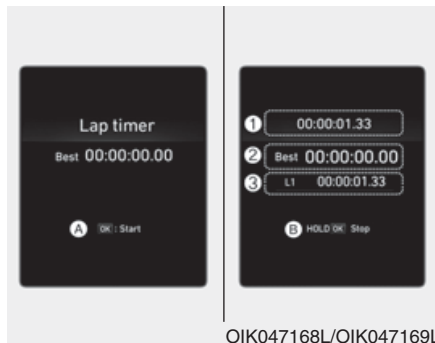 Lap timer
Best 00:00:00.00
A OK : Start
1 00:00:01.33
2 Best 00:00:00.00
3 L1 00:00:01.33
B HOLD OK Stop
OIK047168L/OIK047169L